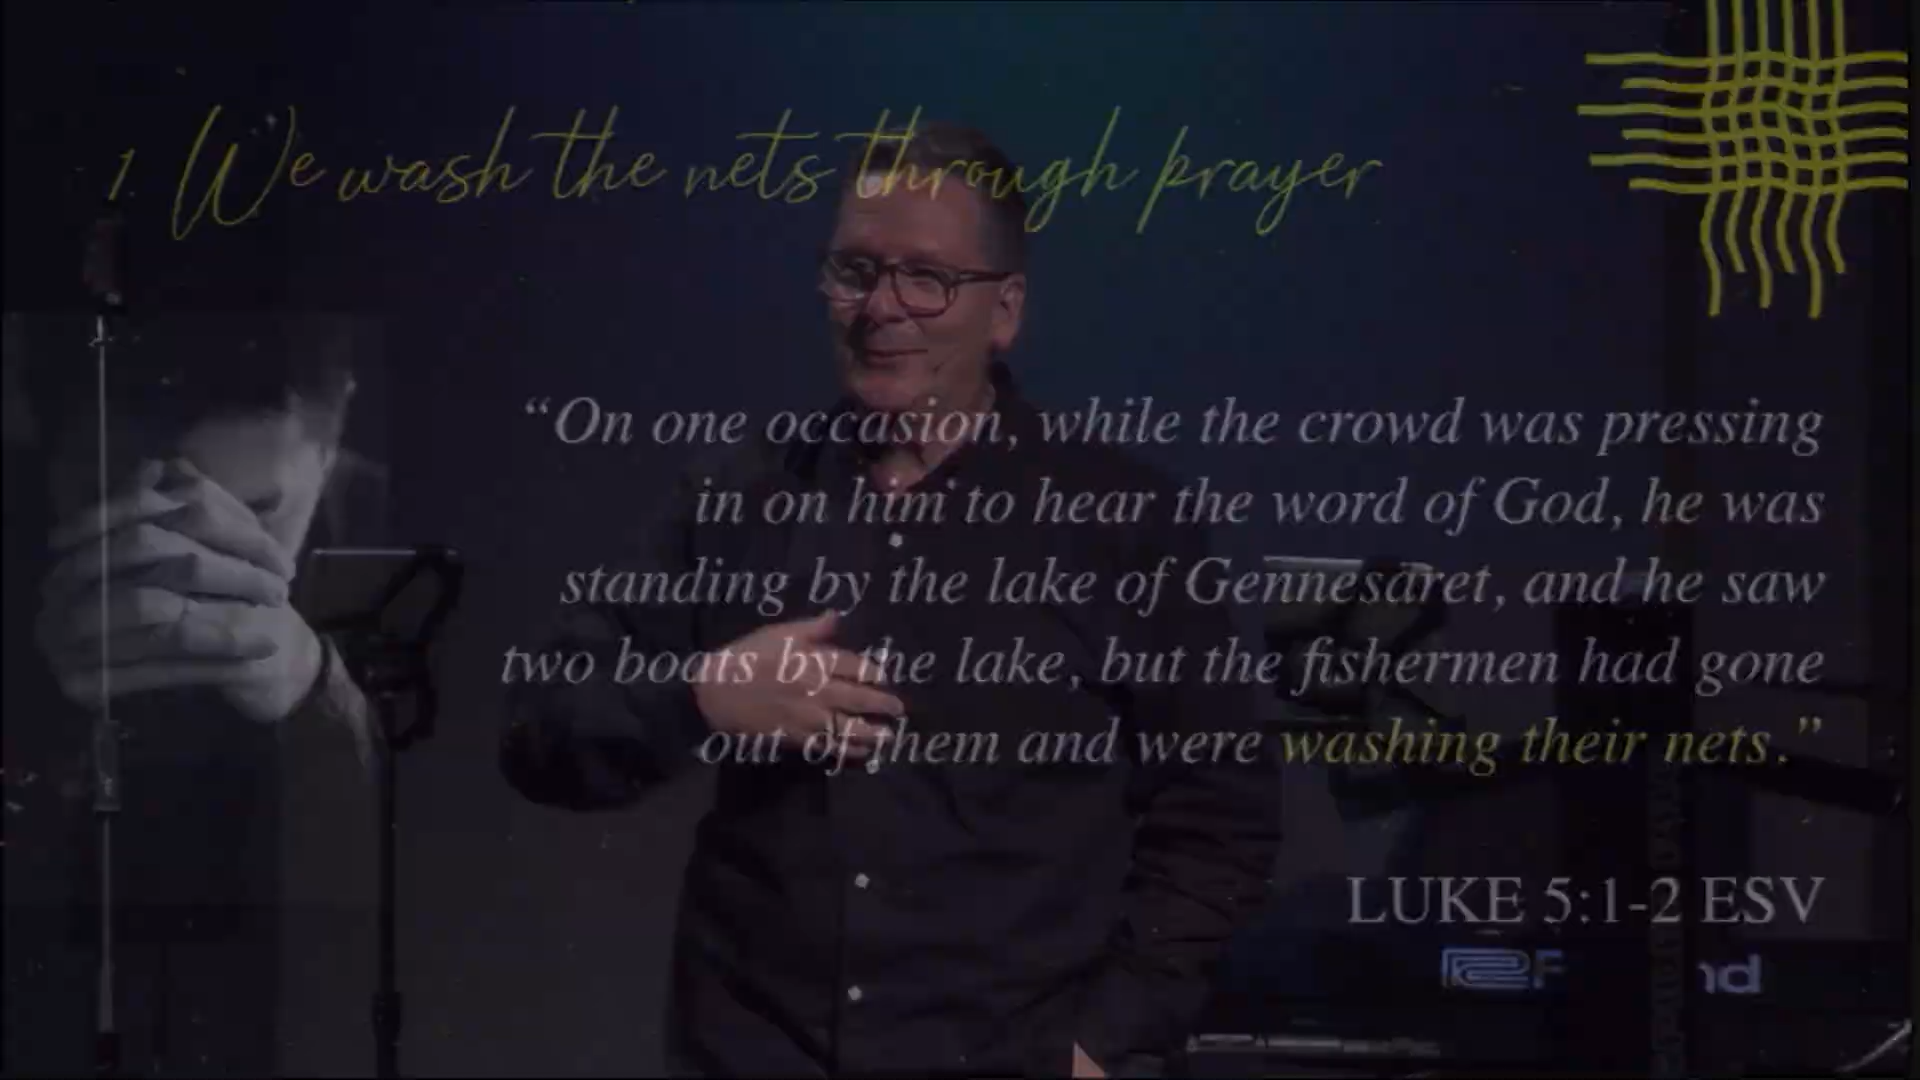 1. We wash the nets through prayer
“On one occasion, while the crowd was pressing
in on him to hear the word of God, he was
standing by the lake of Gennesaret, and he saw
two boats by the lake, but the fishermen had gone
out of them and were washing their nets.”
LUKE 5:1-2 ESV